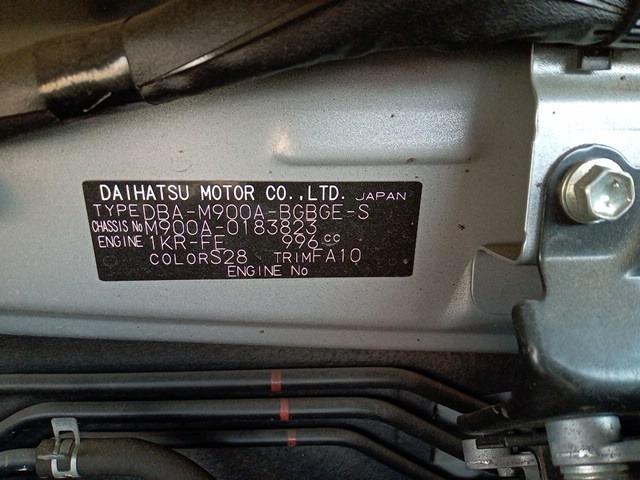 DAIHATSU MOTOR CO.,LTD. JAPAN
TYPE DBA-M900A-BGBGE-S
CHASSIS No M900A-0183823
ENGINE 1KR-FE 996cc
COLOR S28 TRIM FA10
ENGINE No